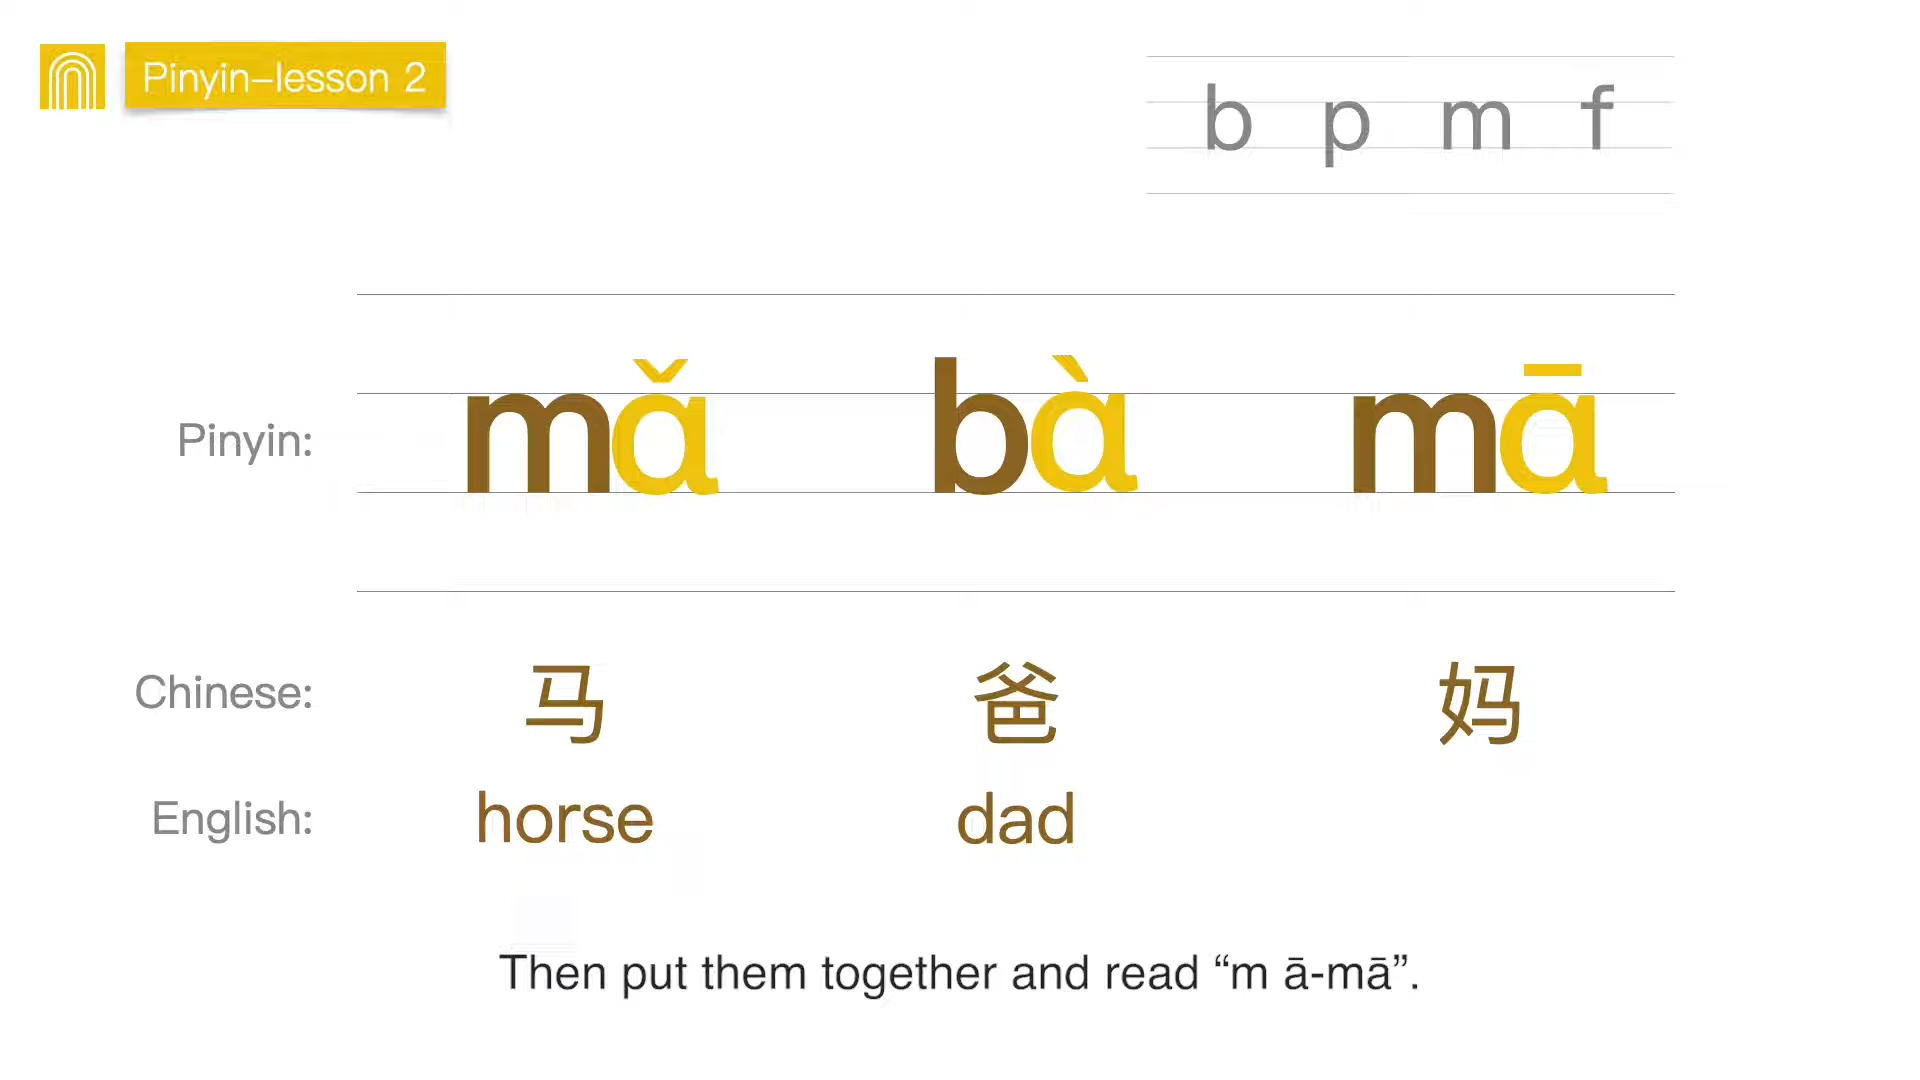 Pinyin–lesson 2
b p m f
Pinyin: mǎ bà mā
Chinese: 马 爸 妈
English: horse dad
Then put them together and read “m ā-mā”.